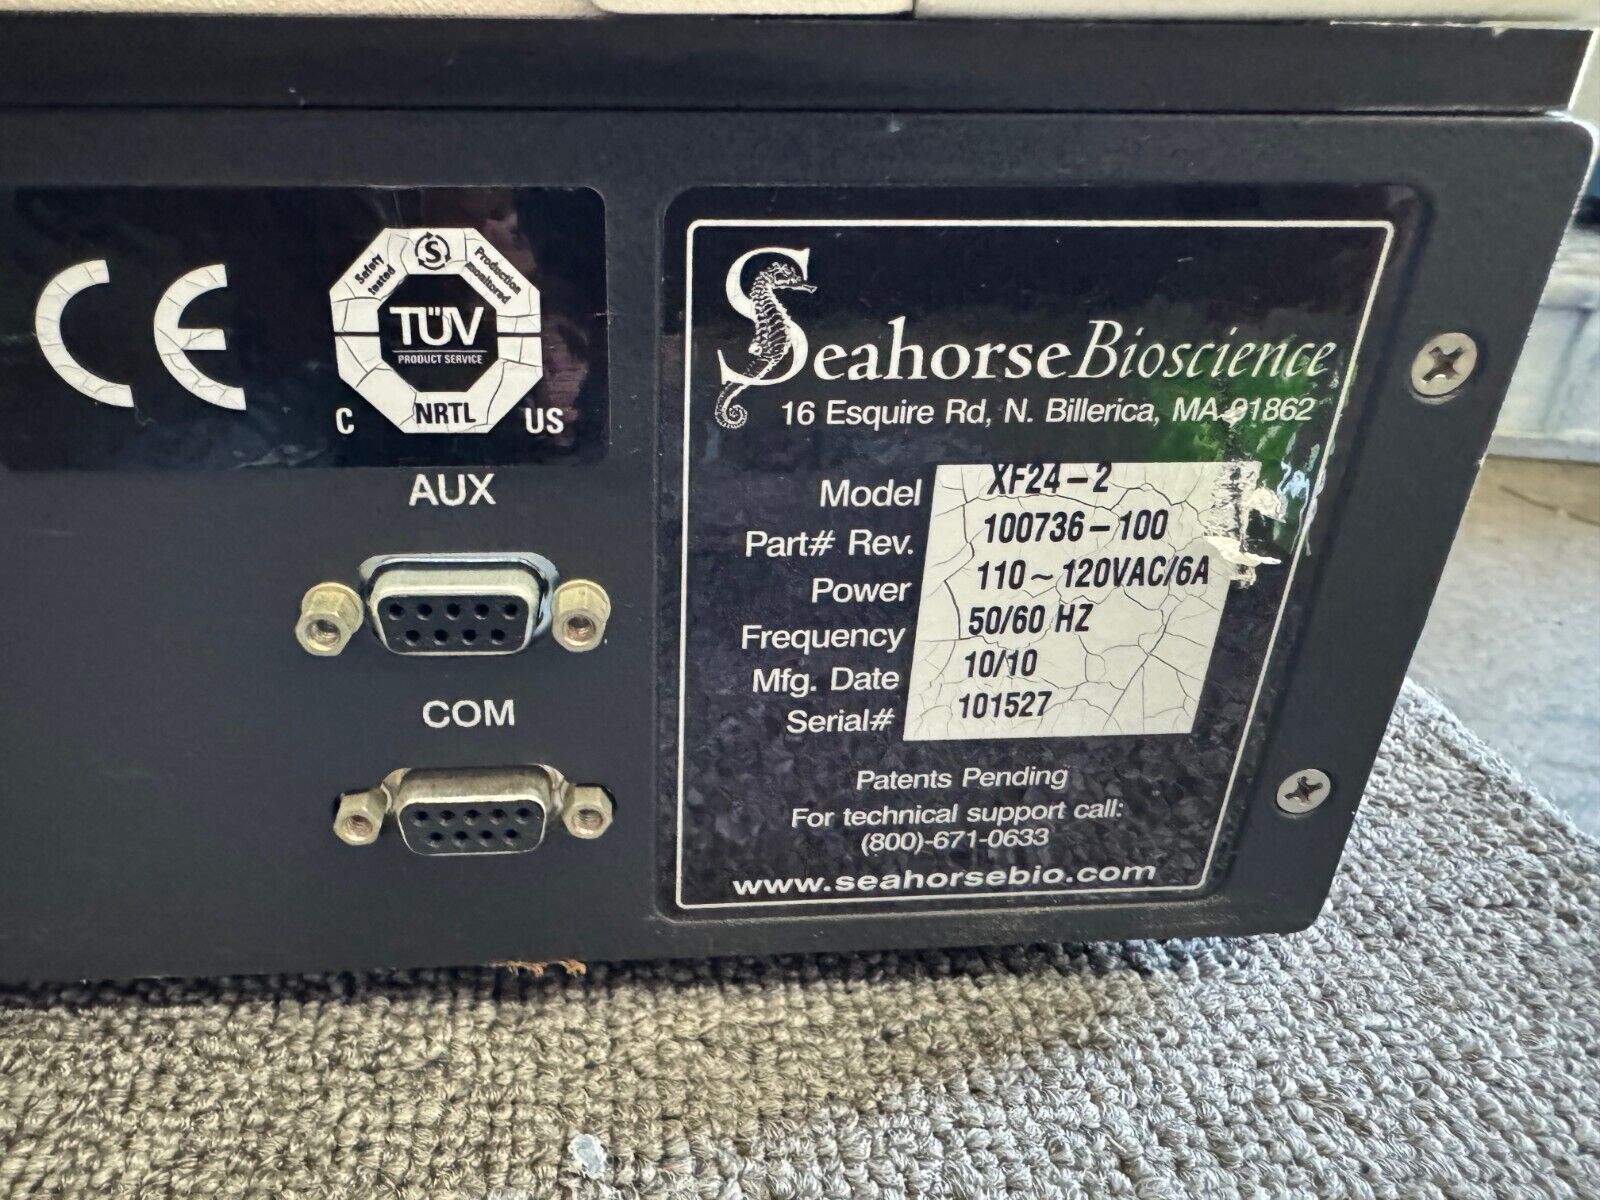 CE
Safety tested
S
Production monitored
TÜV
PRODUCT SERVICE
C NRTL US
AUX
COM
Seahorse Bioscience
16 Esquire Rd, N. Billerica, MA 01862
Model XF24-2
Part# Rev. 100736-100
Power 110~120VAC/6A
Frequency 50/60 HZ
Mfg. Date 10/10
Serial# 101527
Patents Pending
For technical support call:
(800)-671-0633
www.seahorsebio.com